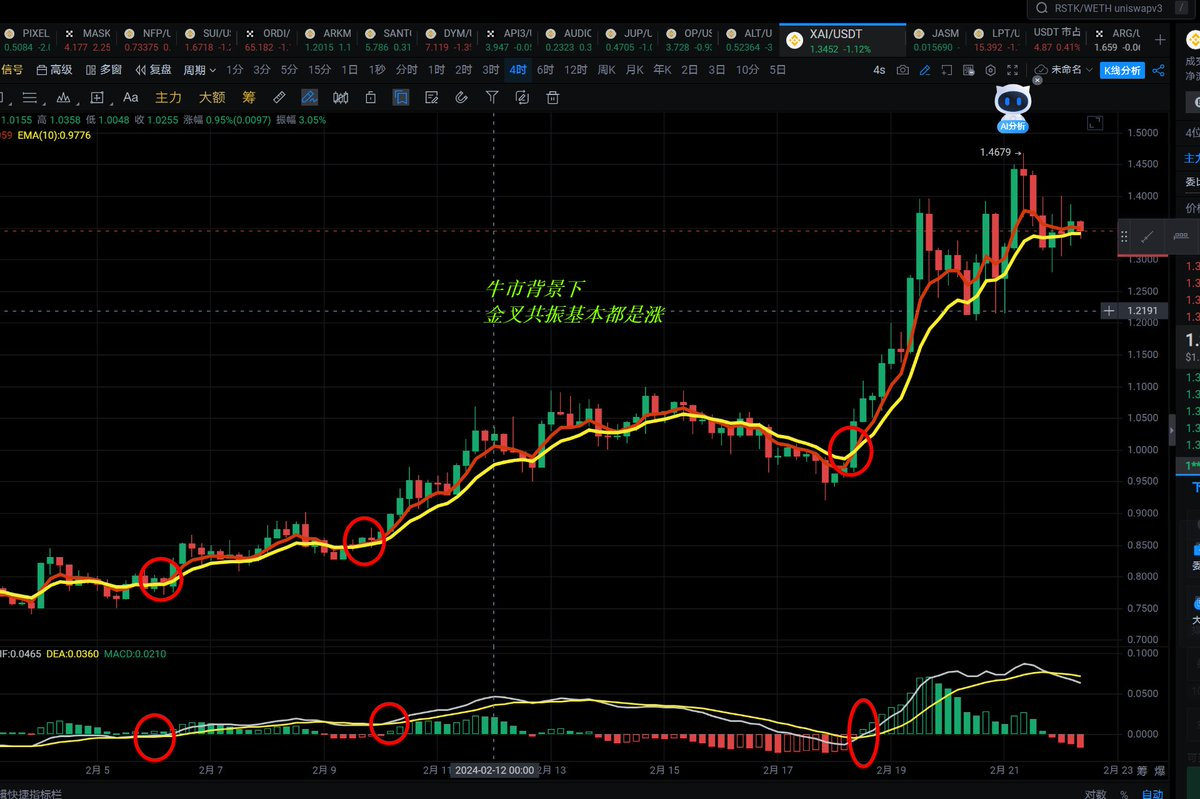 RSTK/WETH uniswapv3 /
PIXEL MASK NFP/U SUI/U ORDI/ ARKM SANT DYM/ API3/ AUDIO JUP/U OP/US ALT/U XAI/USDT JASM LPT/U USDT市占 ARG/
0.5084 -2.0 4.177 2.25 0.73375 0. 1.6718 -1. 65.182 -1. 1.2015 1.1 5.786 0.31 7.119 -1.3 3.947 -0.0 0.2323 0.3 0.4705 -1. 3.728 -0.9 0.52364 -3 1.3452 -1.12% 0.015690 - 15.392 -1. 4.87 0.41% 1.659 -0.0
信号 高级 多窗 复盘 周期 1分 3分 5分 15分 1日 1秒 分时 1时 2时 3时 4时 6时 12时 周K 月K 年K 2日 3日 10分 5日 4s 未命名 K线分析
Aa 主力 大额 筹
AI分析
1.0155 高 1.0358 低 1.0048 收 1.0255 涨幅 0.95%(0.0097) 振幅 3.05%
959 EMA(10):0.9776
1.4679
牛市背景下
金叉共振基本都是涨
1.5000
1.4500
1.4000
1.3000
1.2500
1.2191
1.2000
1.1500
1.1000
1.0500
1.0000
0.9500
0.9000
0.8500
0.8000
0.7500
0.7000
IF:0.0465 DEA:0.0360 MACD:0.0210
0.1000
0.0500
0.0000
2月 5 2月 7 2月 9 2月 11 2024-02-12 00:00 2月 13 2月 15 2月 17 2月 19 2月 21 2月 23 筹 爆
快捷指标栏 对数 % 自动